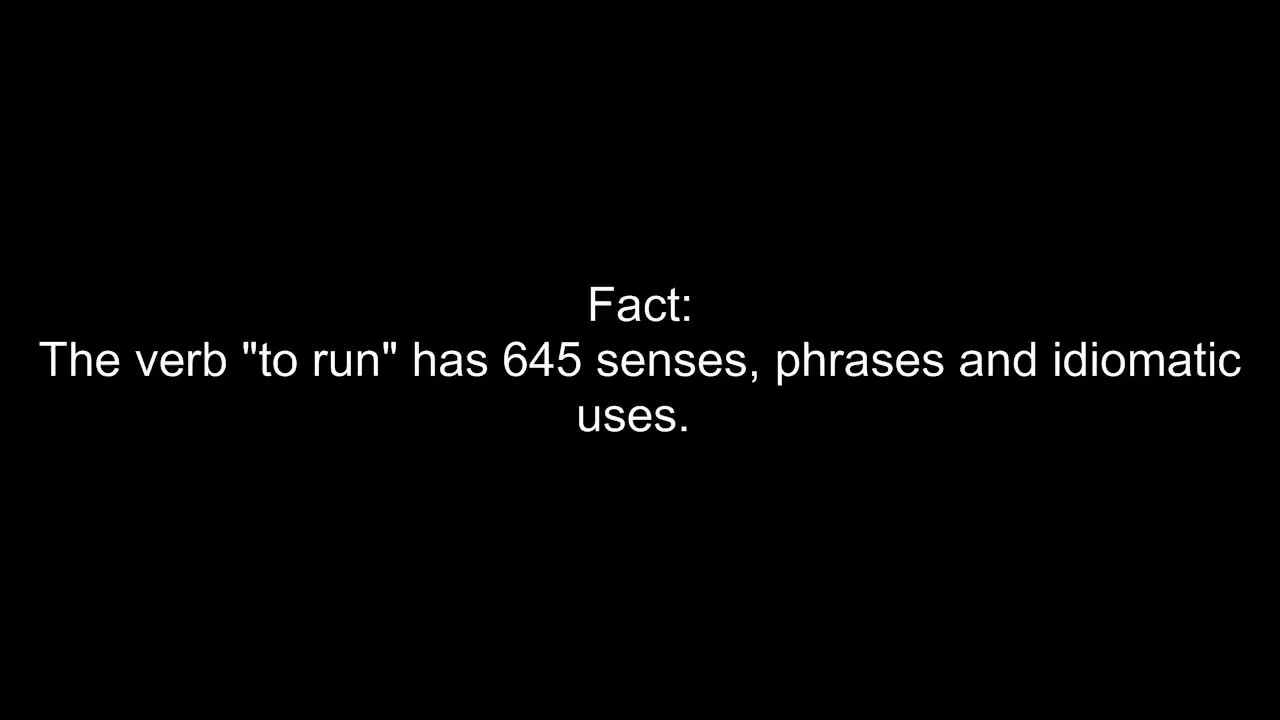 Fact:
The verb "to run" has 645 senses, phrases and idiomatic
uses.